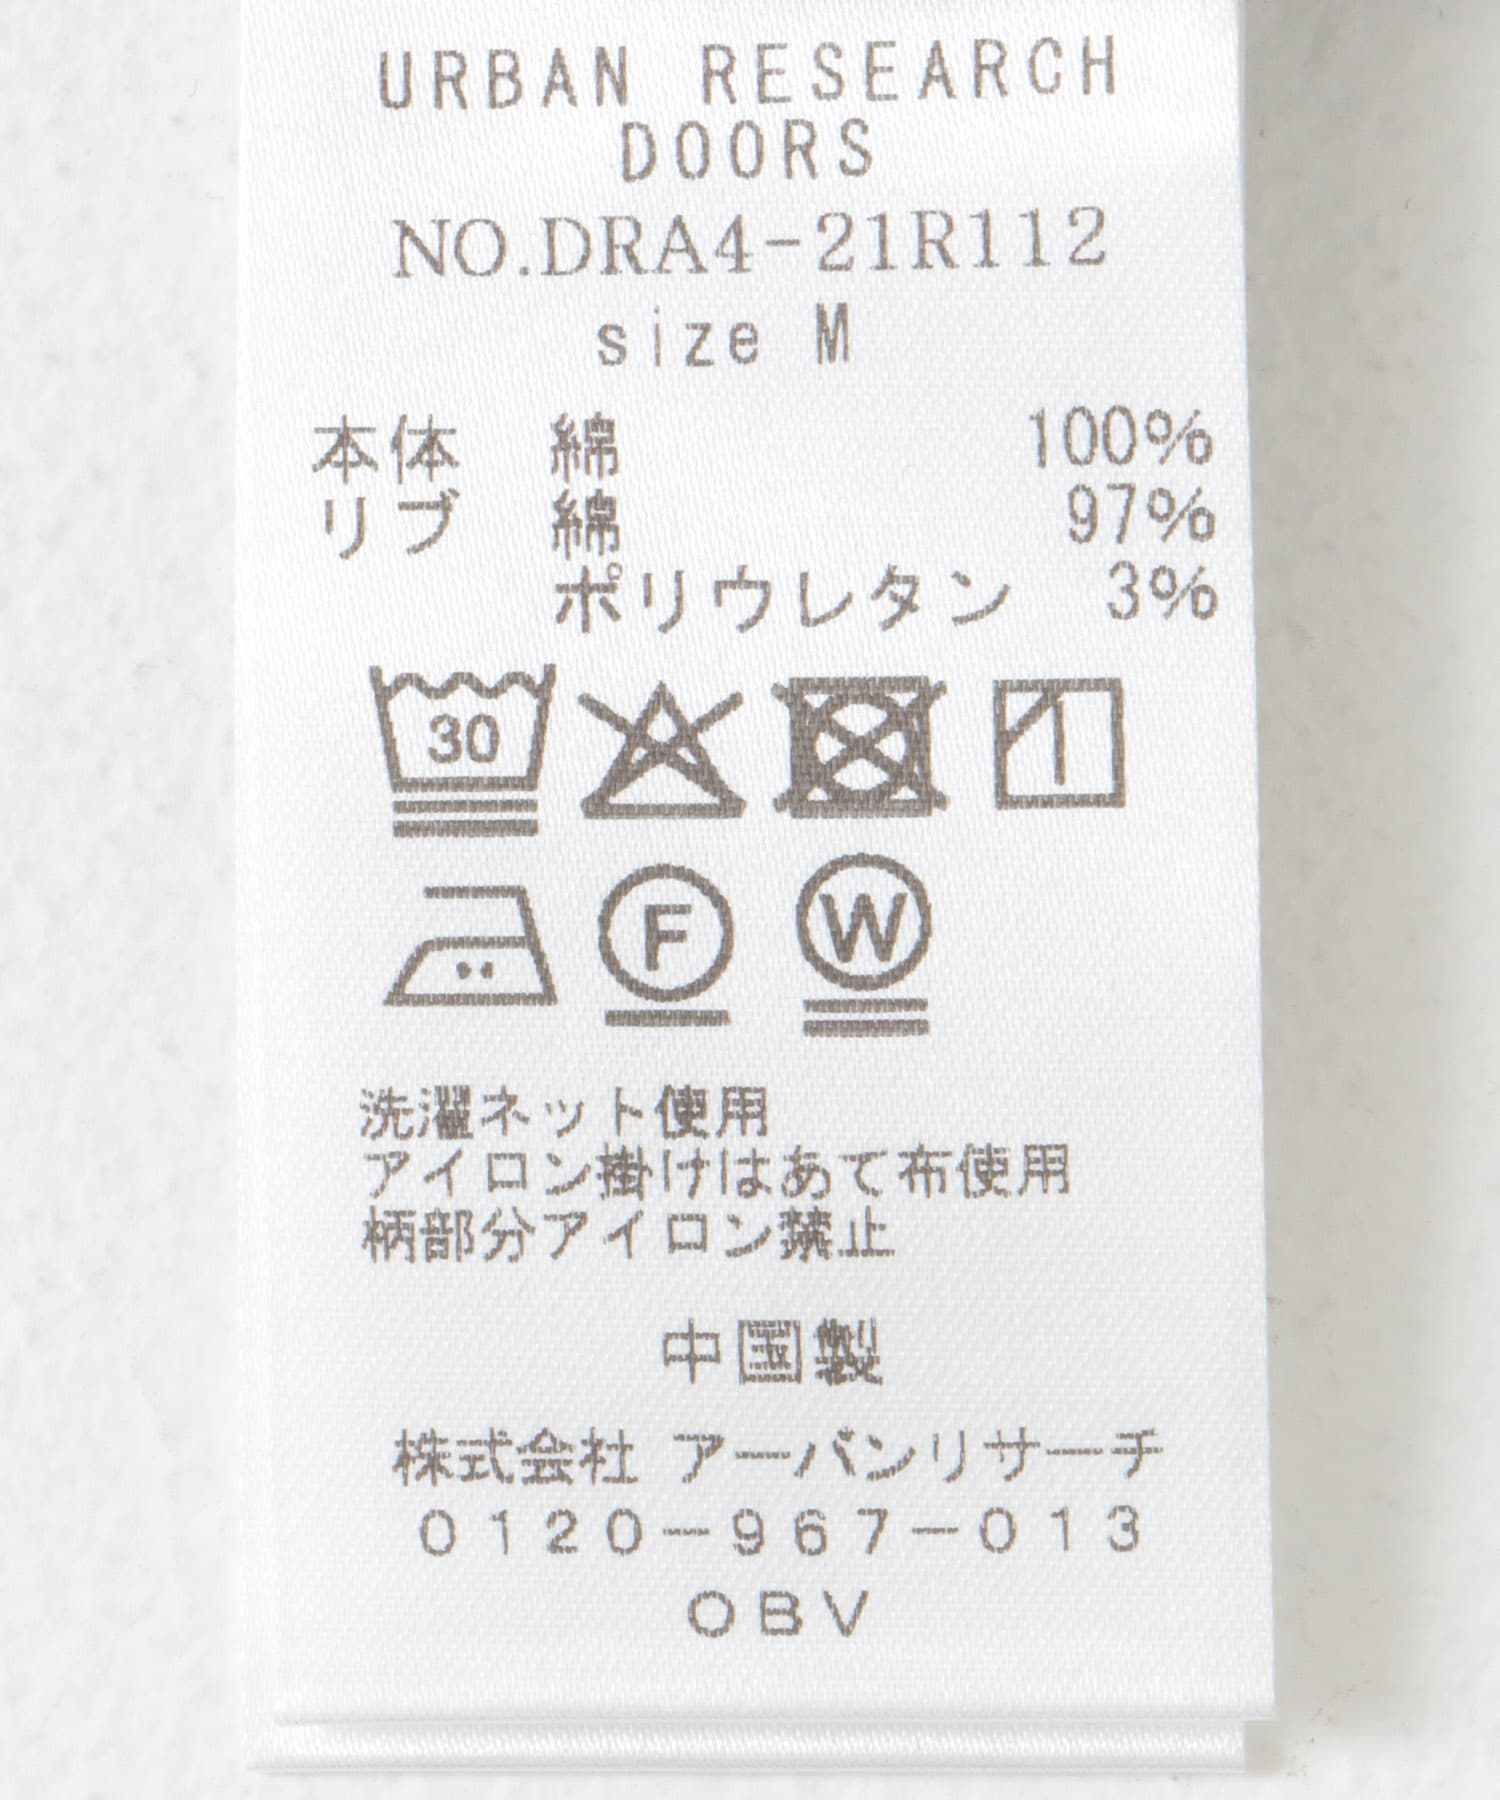 URBAN RESEARCH
DOORS
NO.DRA4-21R112
size M
本体 綿 100%
リブ 綿 97%
ポリウレタン 3%
30
F W
洗濯ネット使用
アイロン掛けはあて布使用
柄部分アイロン禁止
中国製
株式会社 アーバンリサーチ
0120-967-013
OBV